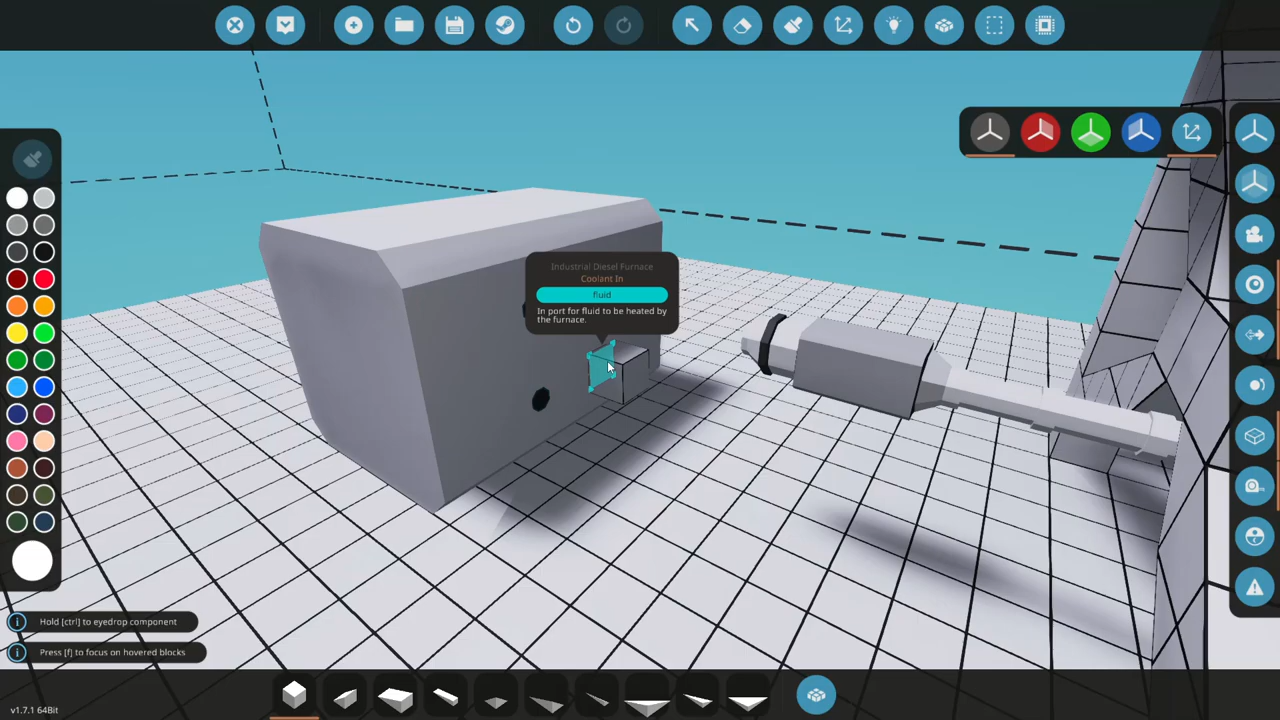 Industrial Diesel Furnace
Coolant In
fluid
In port for fluid to be heated by
the furnace.
Hold [ctrl] to eyedrop component
Press [f] to focus on hovered blocks
v1.7.1 64Bit